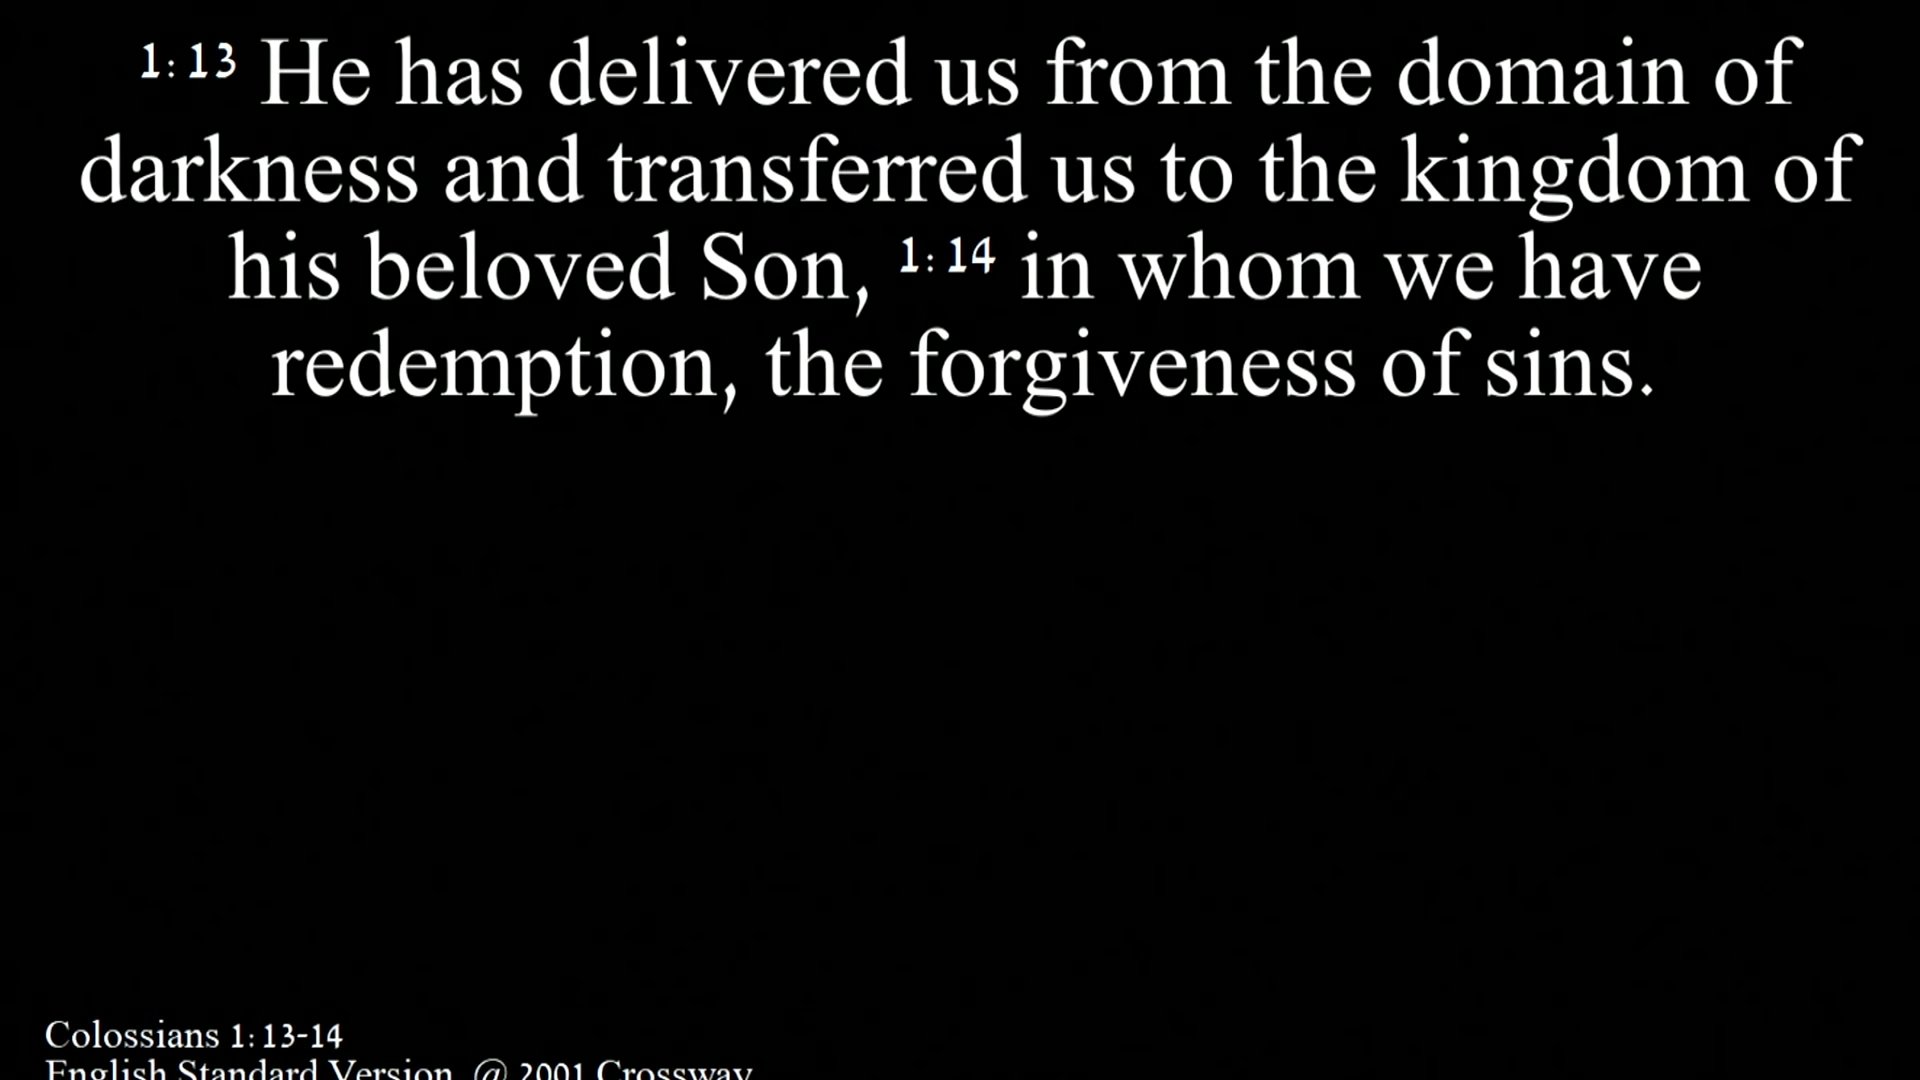 1:13 He has delivered us from the domain of
darkness and transferred us to the kingdom of
his beloved Son, 1:14 in whom we have
redemption, the forgiveness of sins.
Colossians 1:13-14
English Standard Version, @ 2001 Crossway